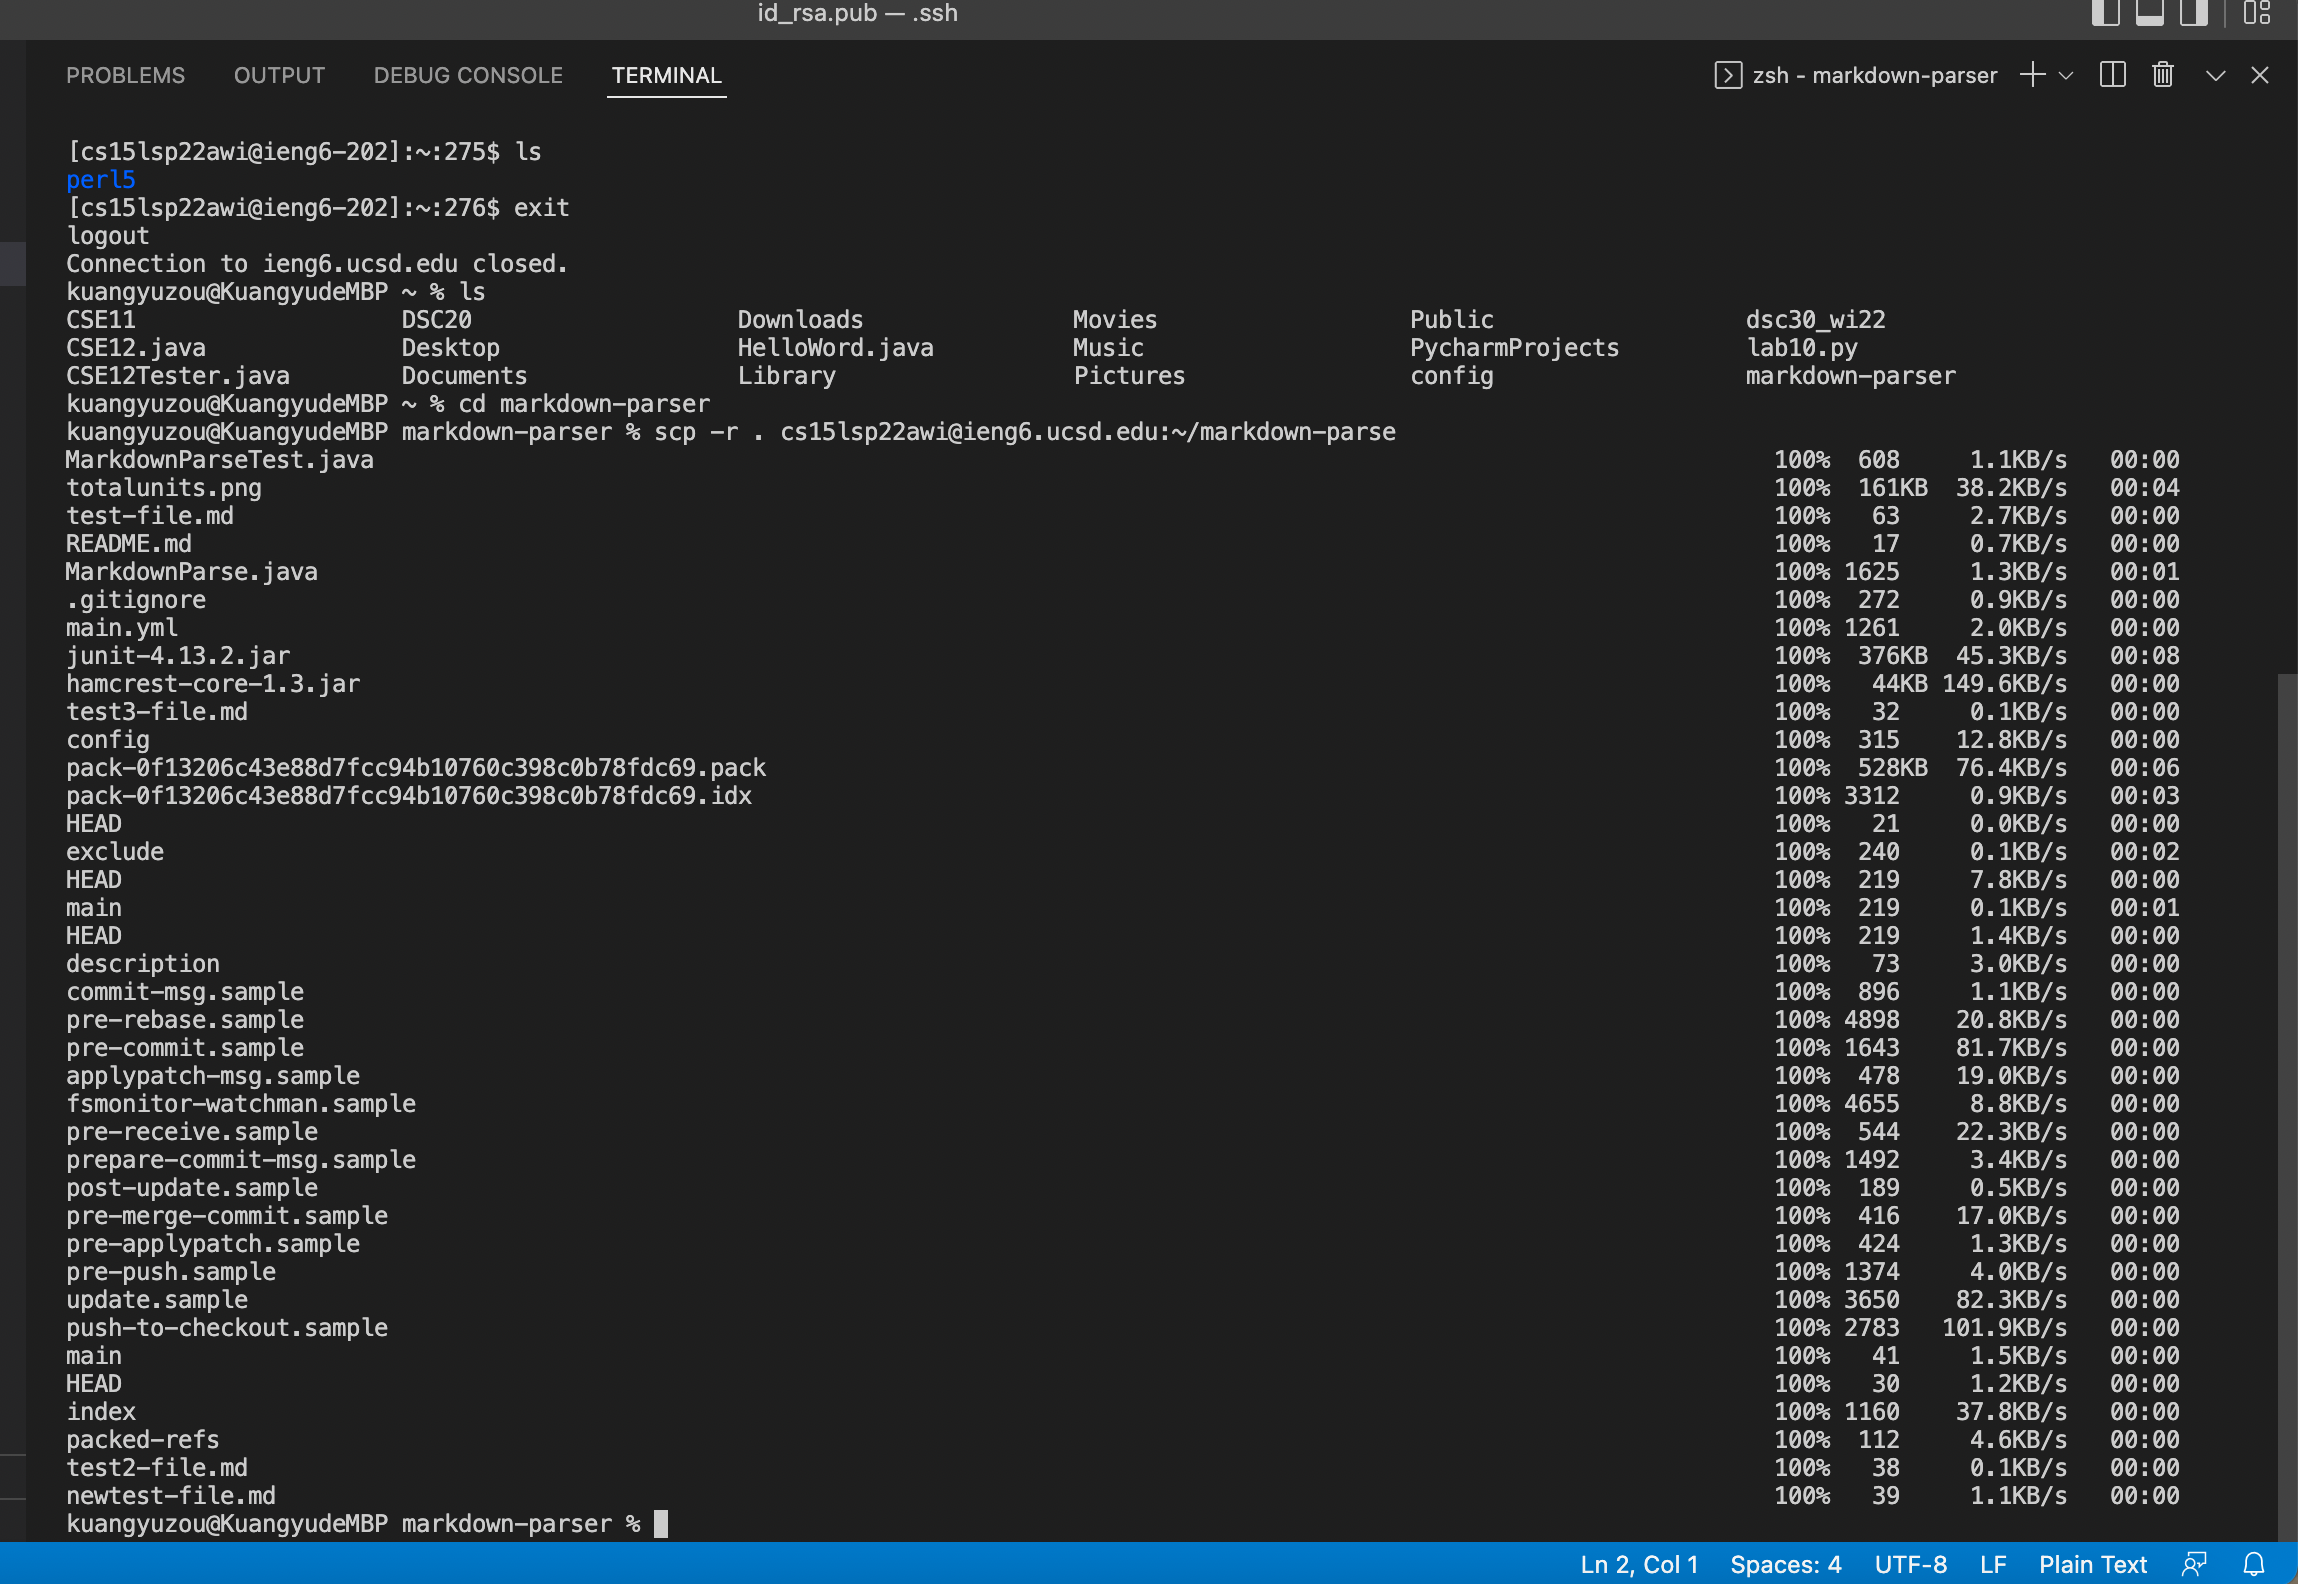 id_rsa.pub — .ssh
PROBLEMS OUTPUT DEBUG CONSOLE TERMINAL zsh - markdown-parser
[cs15lsp22awi@ieng6-202]:~:275$ ls
perl5
[cs15lsp22awi@ieng6-202]:~:276$ exit
logout
Connection to ieng6.ucsd.edu closed.
kuangyuzou@KuangyudeMBP ~ % ls
CSE11 DSC20 Downloads Movies Public dsc30_wi22
CSE12.java Desktop HelloWord.java Music PycharmProjects lab10.py
CSE12Tester.java Documents Library Pictures config markdown-parser
kuangyuzou@KuangyudeMBP ~ % cd markdown-parser
kuangyuzou@KuangyudeMBP markdown-parser % scp -r . cs15lsp22awi@ieng6.ucsd.edu:~/markdown-parse
MarkdownParseTest.java 100% 608 1.1KB/s 00:00
totalunits.png 100% 161KB 38.2KB/s 00:04
test-file.md 100% 63 2.7KB/s 00:00
README.md 100% 17 0.7KB/s 00:00
MarkdownParse.java 100% 1625 1.3KB/s 00:01
.gitignore 100% 272 0.9KB/s 00:00
main.yml 100% 1261 2.0KB/s 00:00
junit-4.13.2.jar 100% 376KB 45.3KB/s 00:08
hamcrest-core-1.3.jar 100% 44KB 149.6KB/s 00:00
test3-file.md 100% 32 0.1KB/s 00:00
config 100% 315 12.8KB/s 00:00
pack-0f13206c43e88d7fcc94b10760c398c0b78fdc69.pack 100% 528KB 76.4KB/s 00:06
pack-0f13206c43e88d7fcc94b10760c398c0b78fdc69.idx 100% 3312 0.9KB/s 00:03
HEAD 100% 21 0.0KB/s 00:00
exclude 100% 240 0.1KB/s 00:02
HEAD 100% 219 7.8KB/s 00:00
main 100% 219 0.1KB/s 00:01
HEAD 100% 219 1.4KB/s 00:00
description 100% 73 3.0KB/s 00:00
commit-msg.sample 100% 896 1.1KB/s 00:00
pre-rebase.sample 100% 4898 20.8KB/s 00:00
pre-commit.sample 100% 1643 81.7KB/s 00:00
applypatch-msg.sample 100% 478 19.0KB/s 00:00
fsmonitor-watchman.sample 100% 4655 8.8KB/s 00:00
pre-receive.sample 100% 544 22.3KB/s 00:00
prepare-commit-msg.sample 100% 1492 3.4KB/s 00:00
post-update.sample 100% 189 0.5KB/s 00:00
pre-merge-commit.sample 100% 416 17.0KB/s 00:00
pre-applypatch.sample 100% 424 1.3KB/s 00:00
pre-push.sample 100% 1374 4.0KB/s 00:00
update.sample 100% 3650 82.3KB/s 00:00
push-to-checkout.sample 100% 2783 101.9KB/s 00:00
main 100% 41 1.5KB/s 00:00
HEAD 100% 30 1.2KB/s 00:00
index 100% 1160 37.8KB/s 00:00
packed-refs 100% 112 4.6KB/s 00:00
test2-file.md 100% 38 0.1KB/s 00:00
newtest-file.md 100% 39 1.1KB/s 00:00
kuangyuzou@KuangyudeMBP markdown-parser %
Ln 2, Col 1 Spaces: 4 UTF-8 LF Plain Text